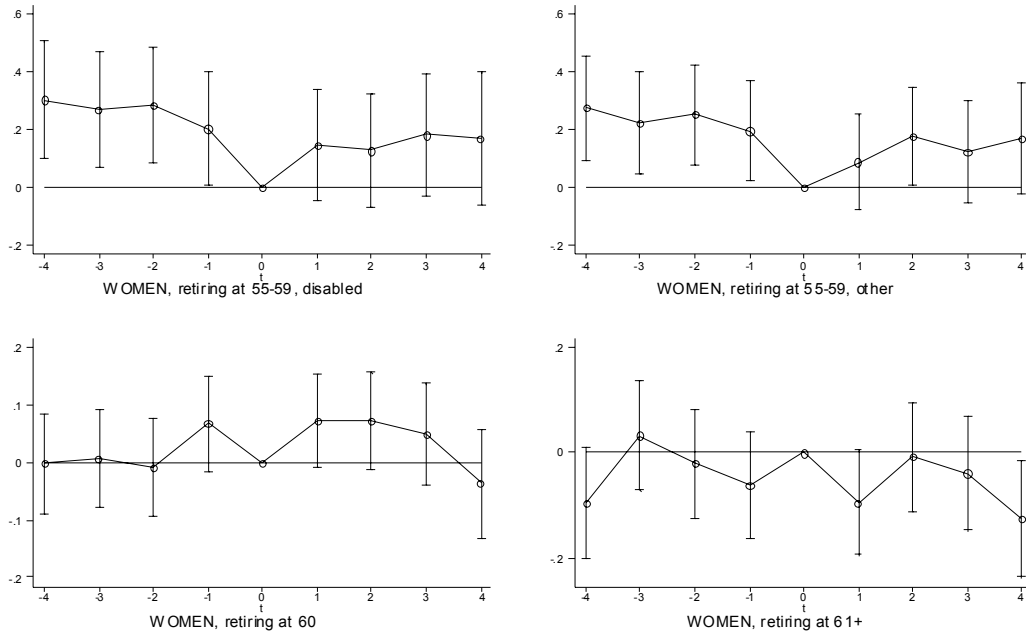 .6
.4
.2
0
-.2
-4 -3 -2 -1 0 1 2 3 4
t
WOMEN, retiring at 55-59, disabled
.6
.4
.2
0
-.2
-4 -3 -2 -1 0 1 2 3 4
t
WOMEN, retiring at 55-59, other
.2
.1
0
-.1
-.2
-4 -3 -2 -1 0 1 2 3 4
t
WOMEN, retiring at 60
.2
0
-.2
-4 -3 -2 -1 0 1 2 3 4
t
WOMEN, retiring at 61+